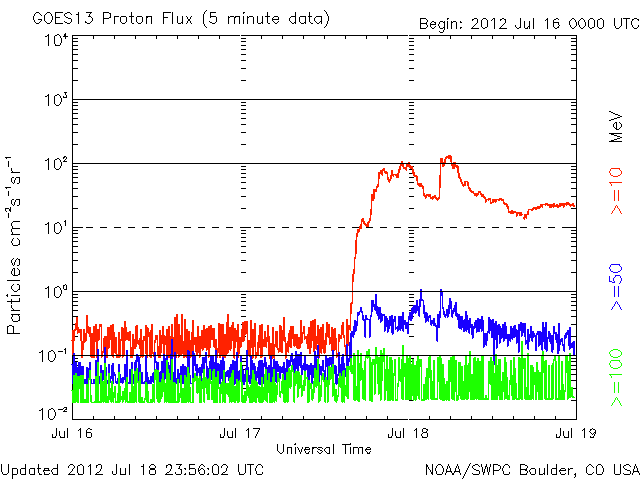 GOES13 Proton Flux (5 minute data)
Begin: 2012 Jul 16 0000 UTC
10⁴
10³
10²
10¹
10⁰
10⁻¹
10⁻²
Particles cm⁻²s⁻¹sr⁻¹
MeV
>=10
>=50
>=100
Jul 16
Jul 17
Jul 18
Jul 19
Universal Time
Updated 2012 Jul 18 23:56:02 UTC
NOAA/SWPC Boulder, CO USA